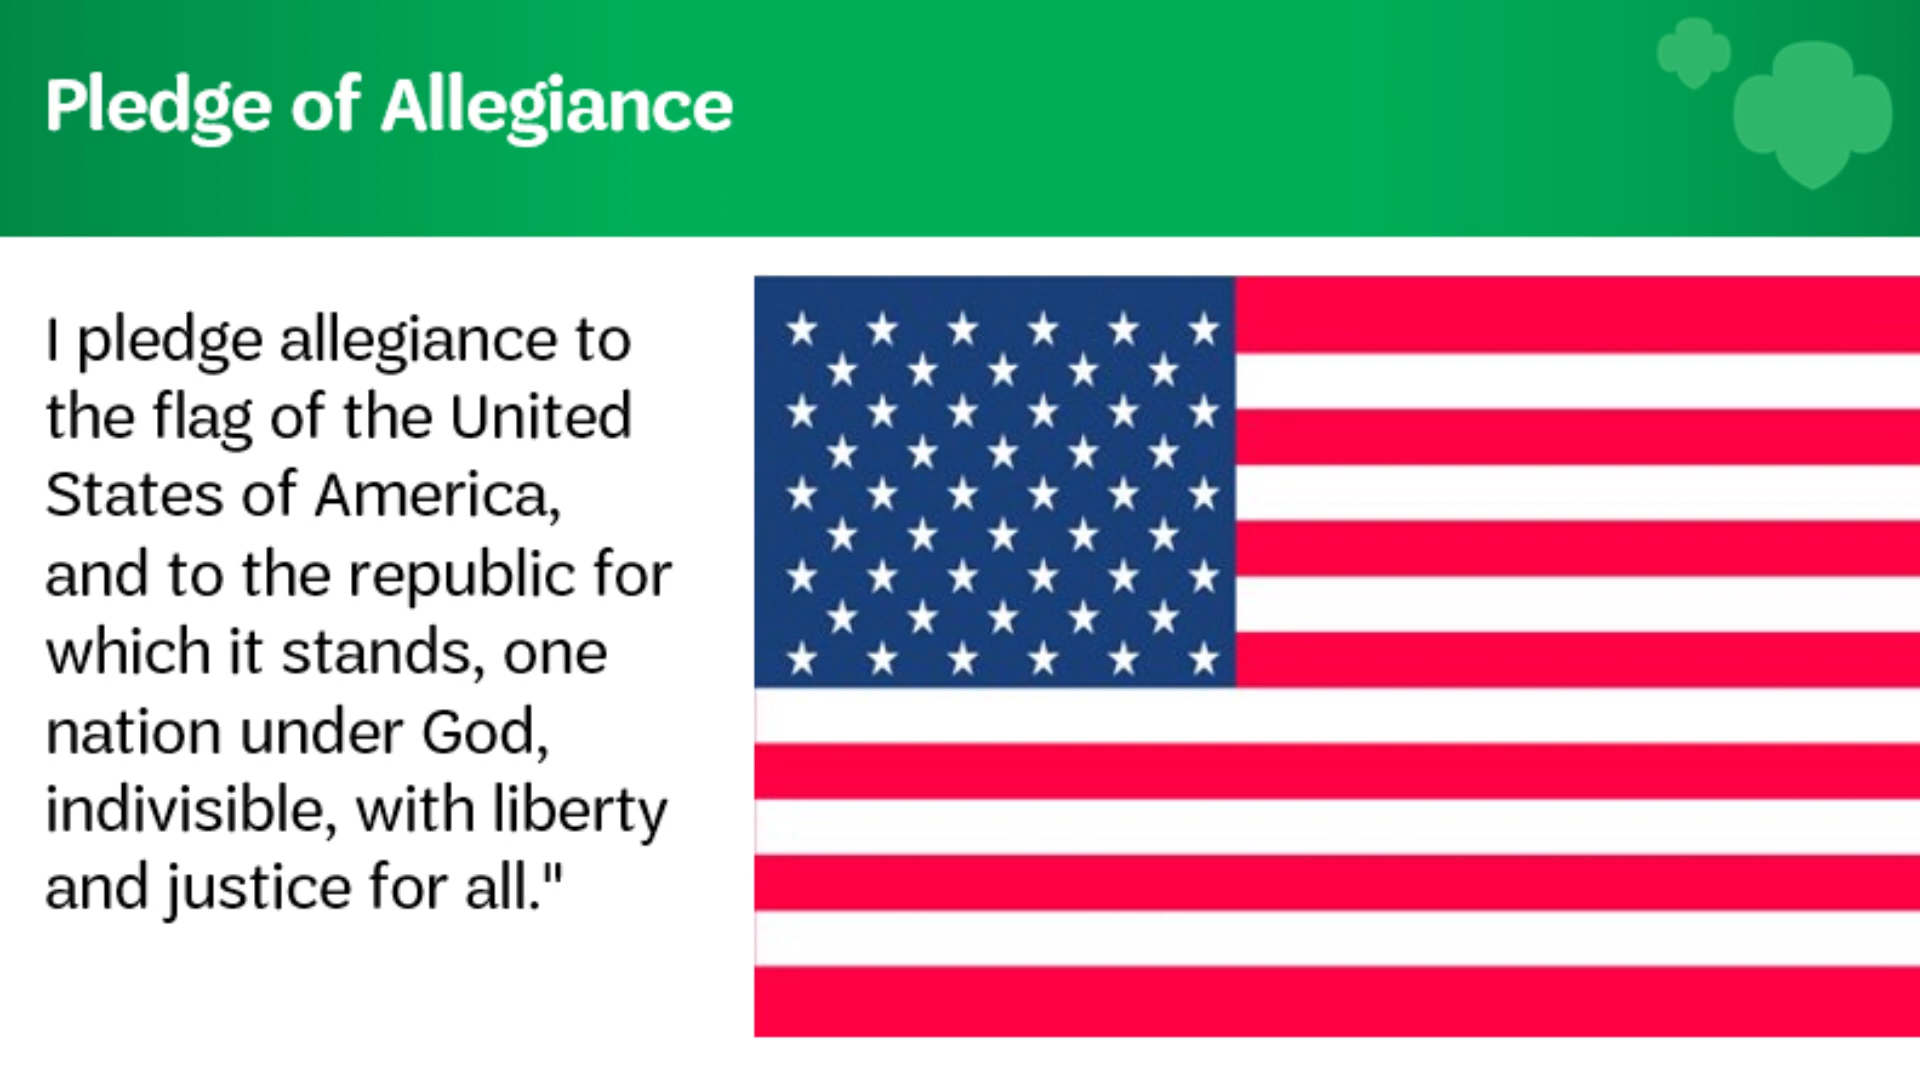 Pledge of Allegiance
I pledge allegiance to
the flag of the United
States of America,
and to the republic for
which it stands, one
nation under God,
indivisible, with liberty
and justice for all."